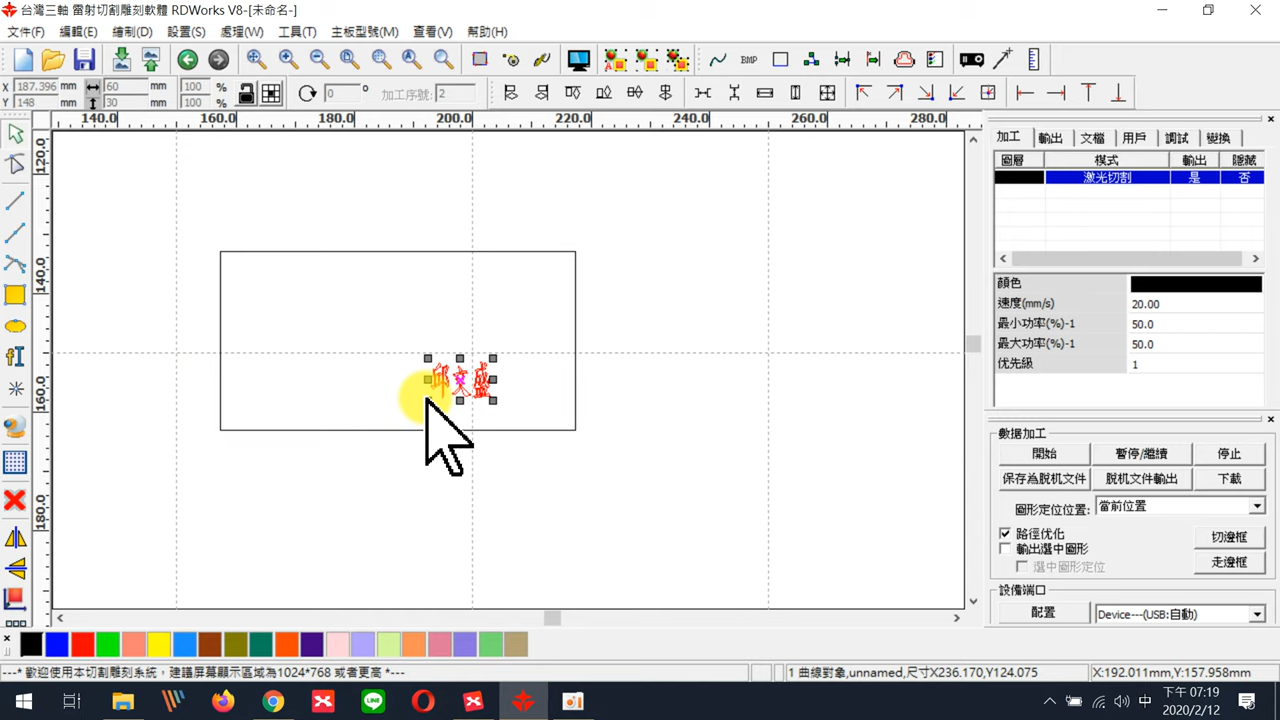 台灣三軸 雷射切割雕刻軟體 RDWorks V8-[未命名-]
文件(F) 編輯(E) 繪制(D) 設置(S) 處理(W) 工具(T) 主板型號(M) 查看(V) 幫助(H)
BMP
X 187.396 mm 60 mm 100 %
Y 148 mm 30 mm 100 %
0 ° 加工序號: 2
140.0 160.0 180.0 200.0 220.0 240.0 260.0 280.0
120.0
140.0
160.0
180.0
邱文盛
加工 輸出 文檔 用戶 調試 變換
圖層 模式 輸出 隱藏
激光切割 是 否
顏色
速度(mm/s) 20.00
最小功率(%)-1 50.0
最大功率(%)-1 50.0
优先級 1
數據加工
開始 暫停/繼續 停止
保存為脫机文件 脫机文件輸出 下載
圖形定位位置: 當前位置
路徑优化 切邊框
輸出選中圖形
選中圖形定位 走邊框
設備端口
配置 Device---(USB:自動)
---* 歡迎使用本切割雕刻系統，建議屏幕顯示區域為1024*768 或者更高 *---
1 曲線對象,unnamed,尺寸X236.170,Y124.075
X:192.011mm,Y:157.958mm
中
下午 07:19
2020/2/12